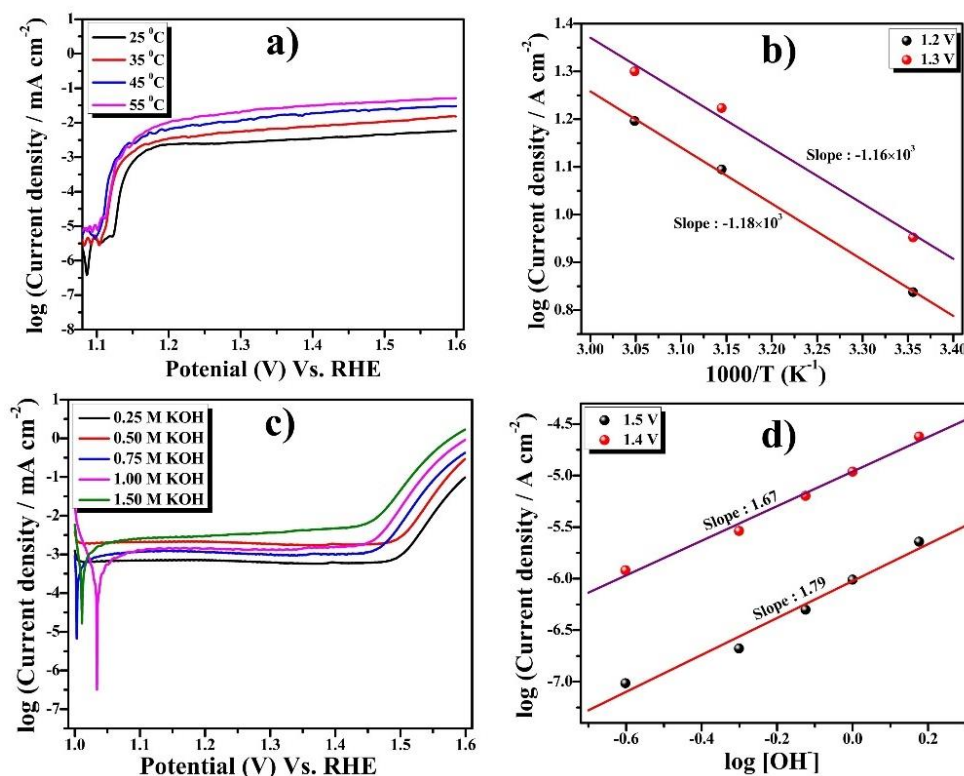 a)
25 ⁰C
35 ⁰C
45 ⁰C
55 ⁰C
log (Current density / mA cm⁻²)
2
1
0
-1
-2
-3
-4
-5
-6
-7
-8
1.1 1.2 1.3 1.4 1.5 1.6
Potenial (V) Vs. RHE
b)
1.2 V
1.3 V
log (Current density / A cm⁻²)
1.4
1.3
1.2
1.1
1.0
0.9
0.8
Slope : -1.16×10³
Slope : -1.18×10³
3.00 3.05 3.10 3.15 3.20 3.25 3.30 3.35 3.40
1000/T (K⁻¹)
c)
0.25 M KOH
0.50 M KOH
0.75 M KOH
1.00 M KOH
1.50 M KOH
log (Current density / mA cm⁻²)
1
0
-1
-2
-3
-4
-5
-6
-7
1.0 1.1 1.2 1.3 1.4 1.5 1.6
Potential (V) Vs. RHE
d)
1.5 V
1.4 V
log (Current density / A cm⁻²)
-4.5
-5.0
-5.5
-6.0
-6.5
-7.0
Slope : 1.67
Slope : 1.79
-0.6 -0.4 -0.2 0.0 0.2
log [OH⁻]